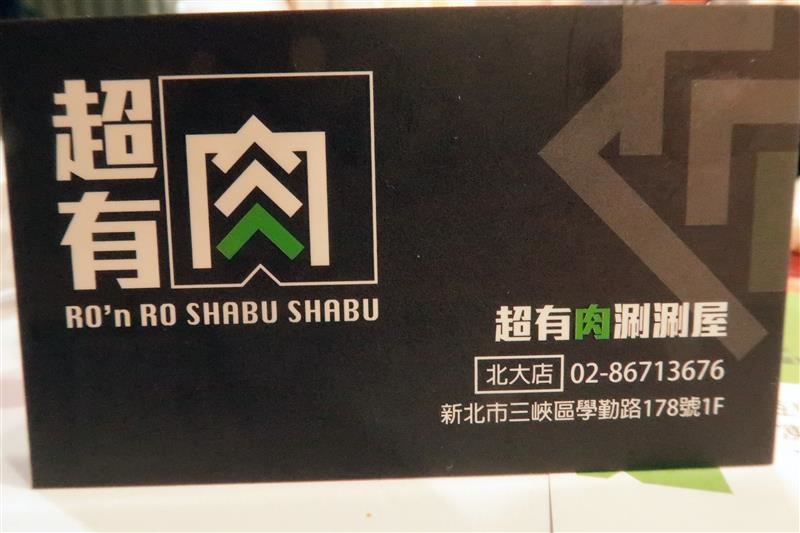 超有肉
RO'n RO SHABU SHABU
超有肉涮涮屋
北大店 02-86713676
新北市三峽區學勤路178號1F